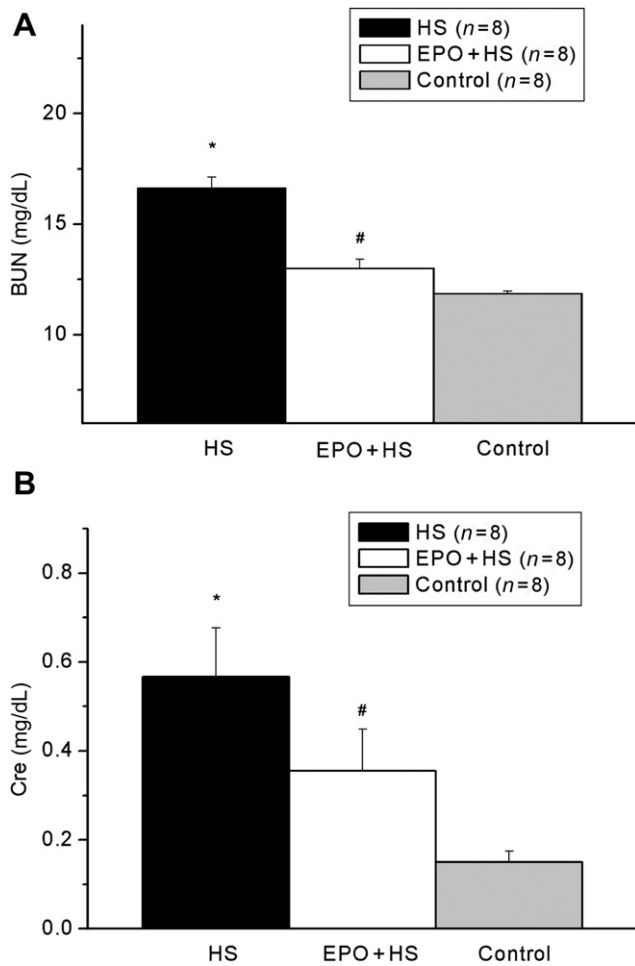 A
HS (n=8)
EPO+HS (n=8)
Control (n=8)
20
15
10
BUN (mg/dL)
*
#
HS EPO+HS Control
B
HS (n=8)
EPO+HS (n=8)
Control (n=8)
0.8
0.6
0.4
0.2
0.0
Cre (mg/dL)
*
#
HS EPO+HS Control